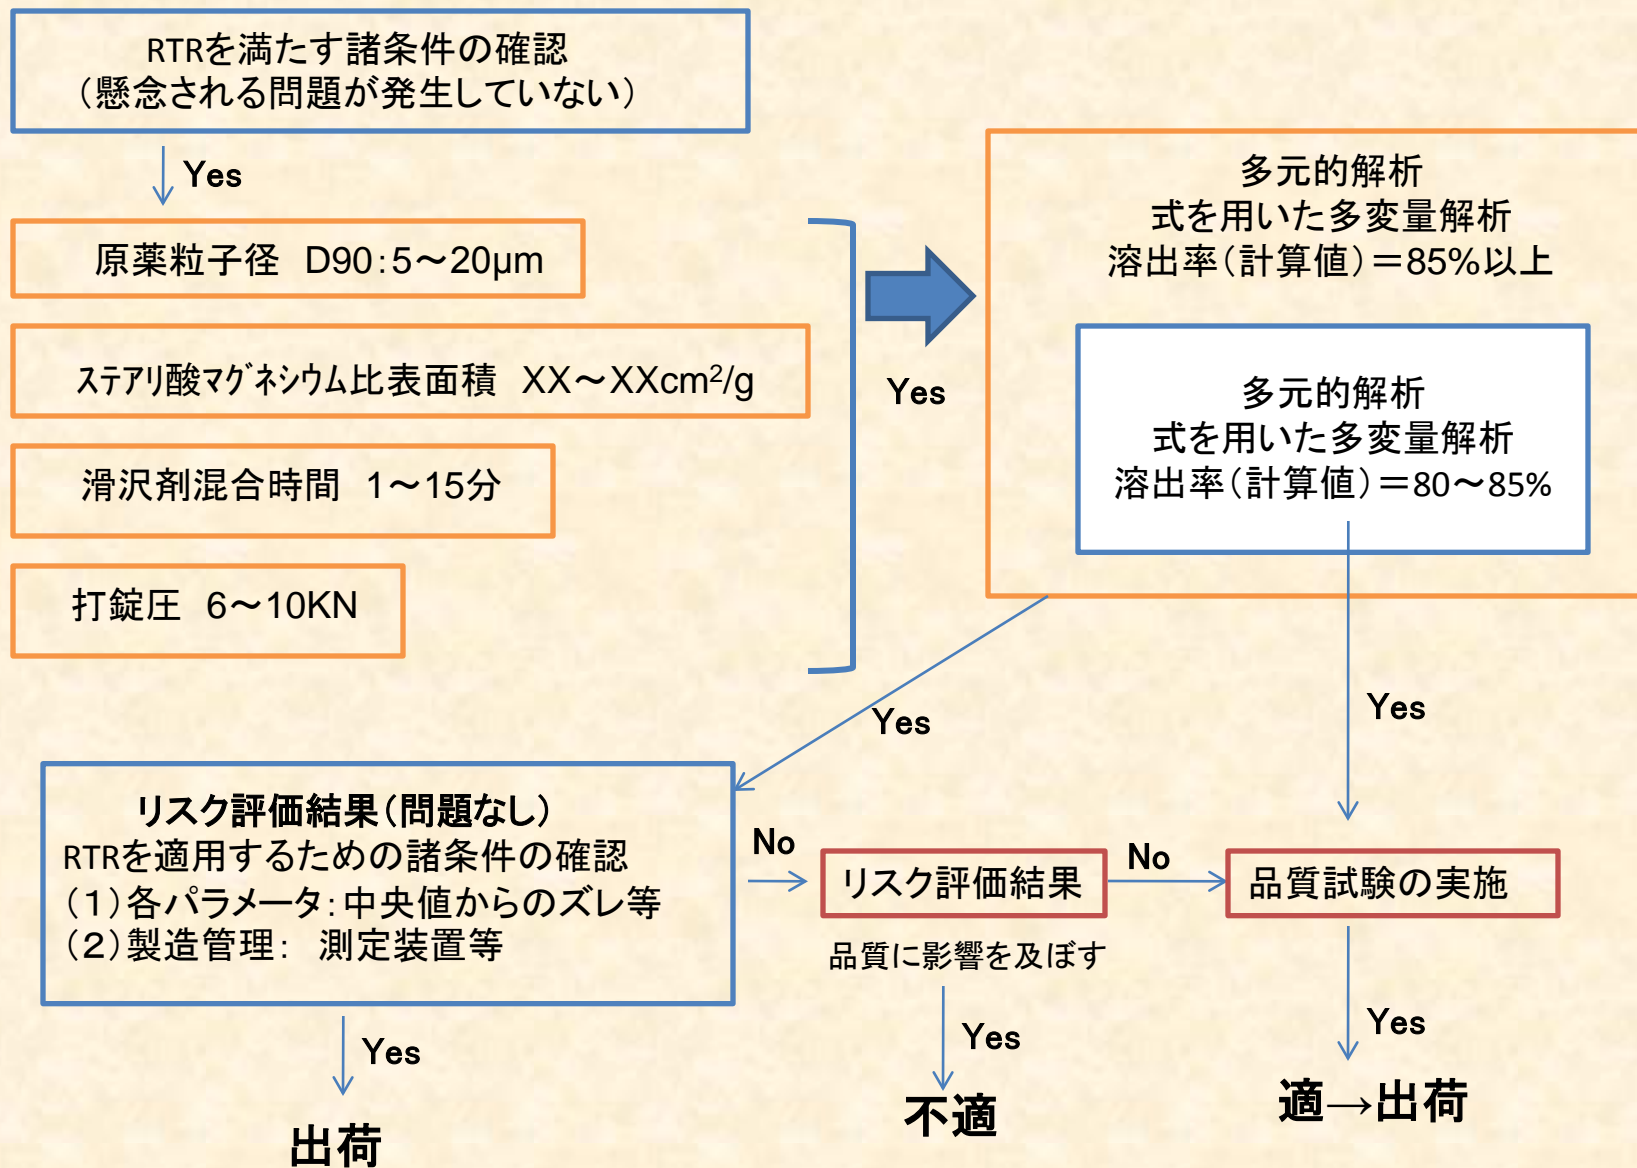 RTRを満たす諸条件の確認
（懸念される問題が発生していない）
Yes
原薬粒子径　D90：5～20μm
ステアリ酸マグネシウム比表面積　XX～XXcm²/g
滑沢剤混合時間　1～15分
打錠圧　6～10KN
Yes
多元的解析
式を用いた多変量解析
溶出率（計算値）＝85%以上
多元的解析
式を用いた多変量解析
溶出率（計算値）＝80～85%
Yes
Yes
リスク評価結果（問題なし）
RTRを適用するための諸条件の確認
（１）各パラメータ：中央値からのズレ等
（２）製造管理：　測定装置等
No
リスク評価結果
No
品質試験の実施
品質に影響を及ぼす
Yes
Yes
Yes
出荷
不適
適→出荷